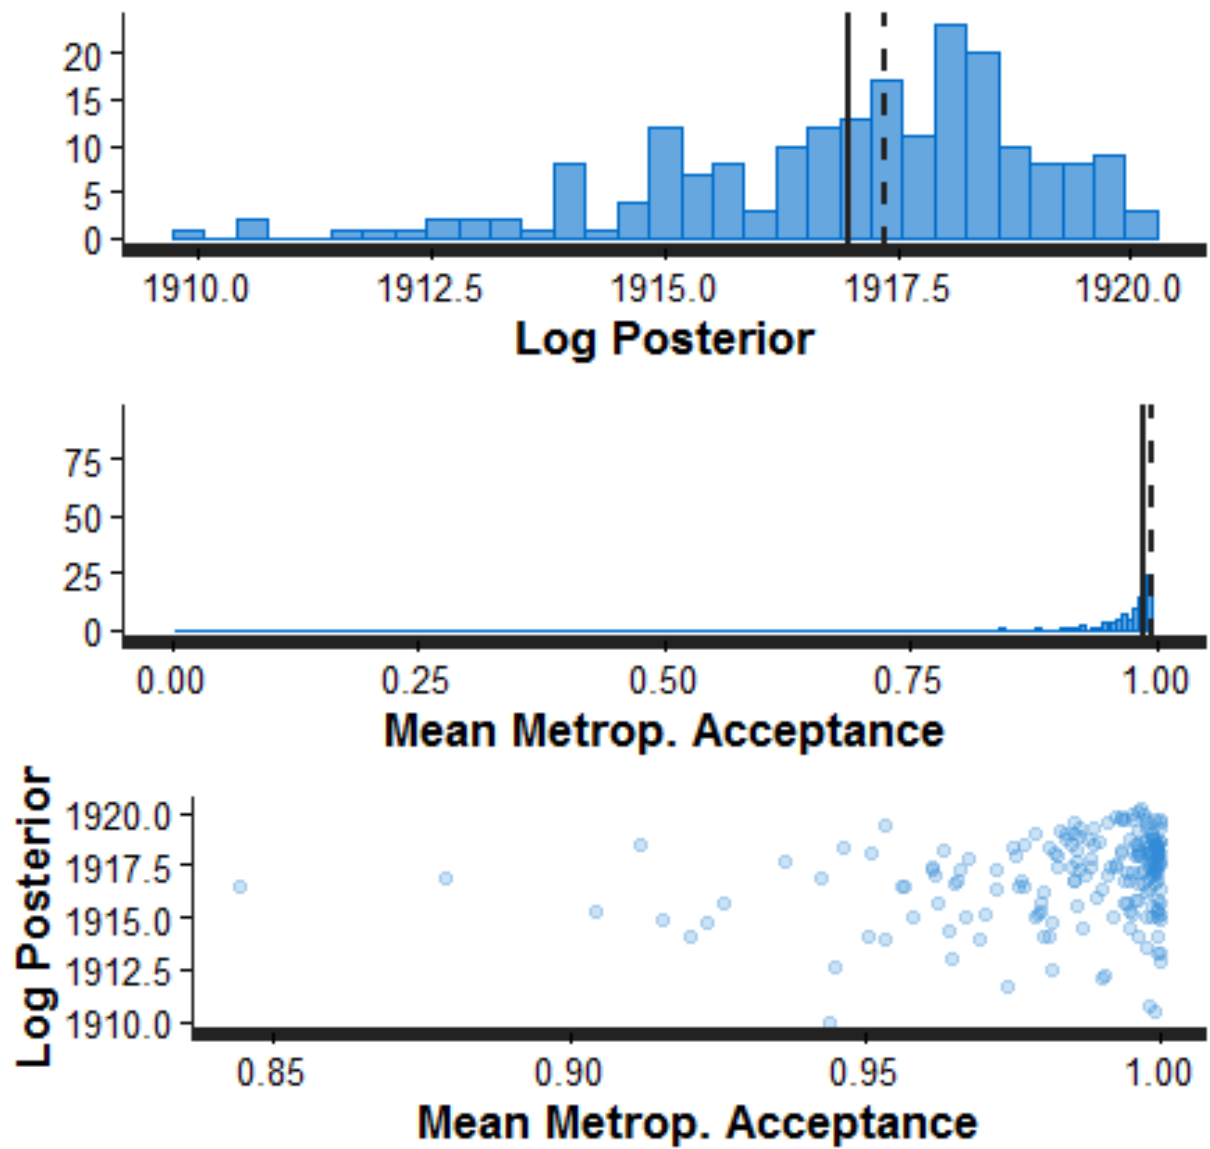 20
15
10
5
0
1910.0 1912.5 1915.0 1917.5 1920.0
Log Posterior
75
50
25
0
0.00 0.25 0.50 0.75 1.00
Mean Metrop. Acceptance
Log Posterior
1920.0
1917.5
1915.0
1912.5
1910.0
0.85 0.90 0.95 1.00
Mean Metrop. Acceptance